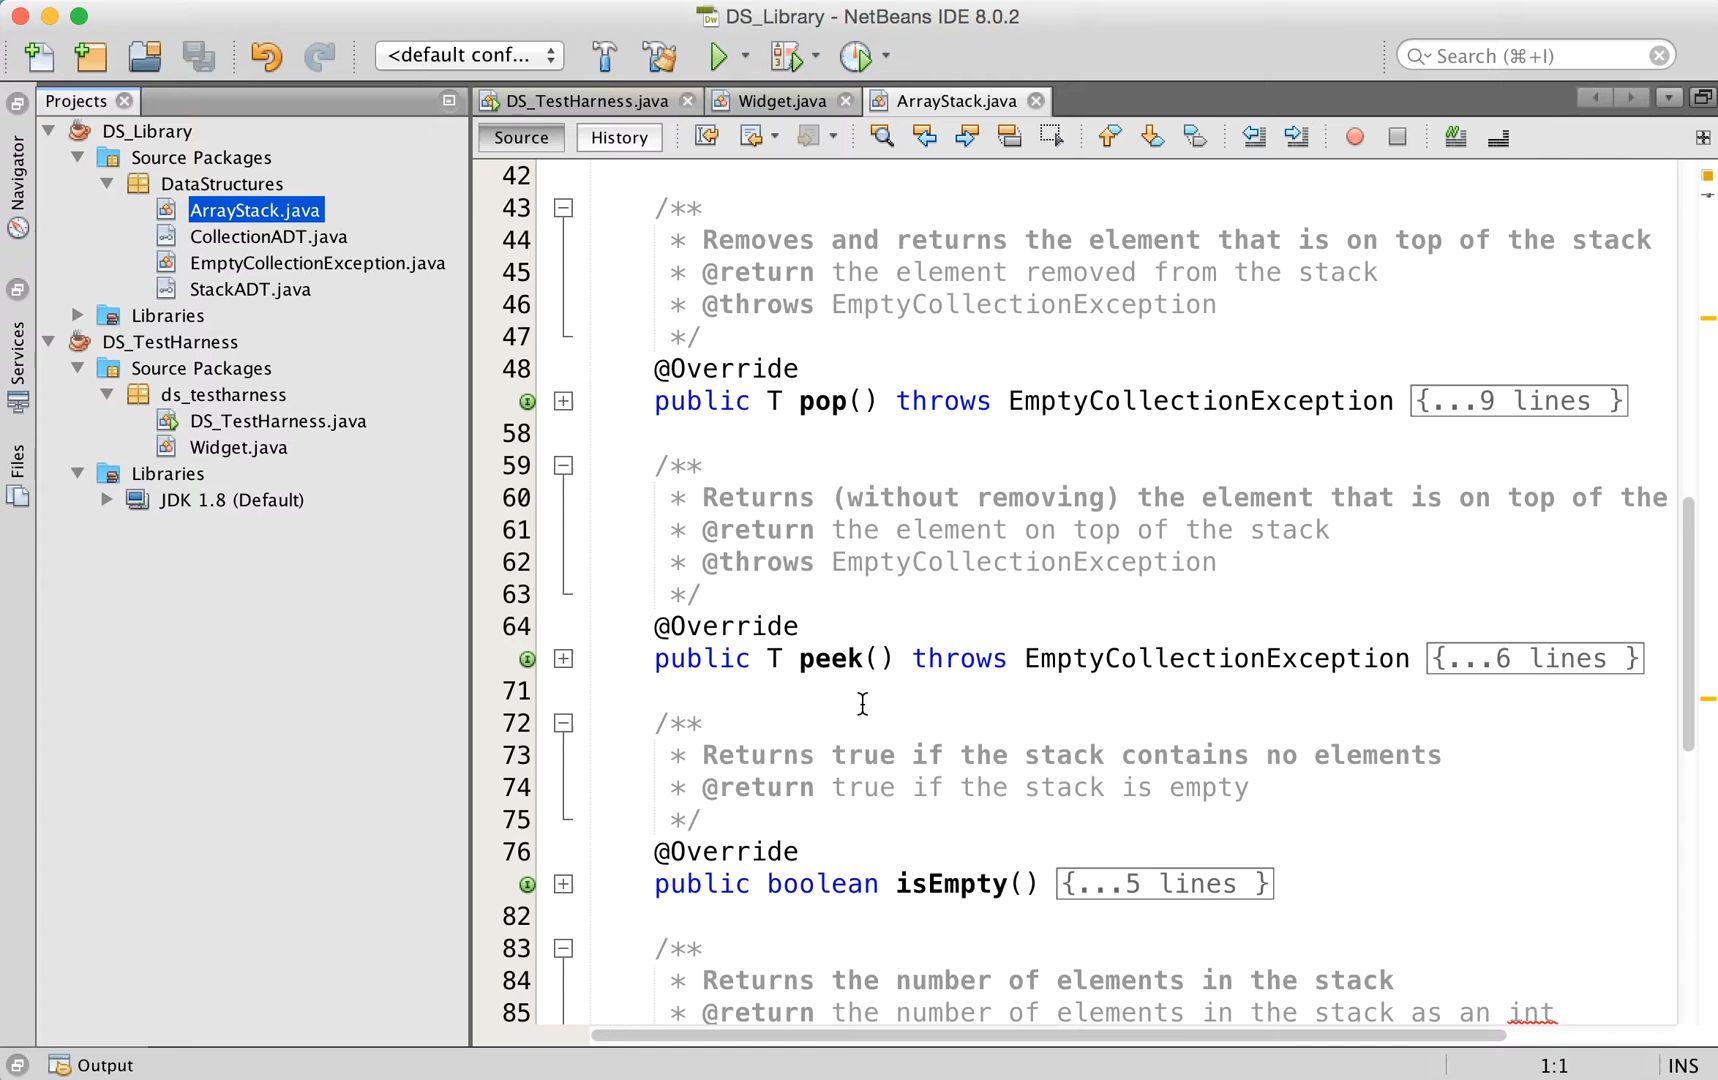 DS_Library - NetBeans IDE 8.0.2
<default conf...
Search (⌘+I)
Projects
DS_TestHarness.java
Widget.java
ArrayStack.java
Source
History
Navigator
Services
Files
DS_Library
Source Packages
DataStructures
ArrayStack.java
CollectionADT.java
EmptyCollectionException.java
StackADT.java
Libraries
DS_TestHarness
Source Packages
ds_testharness
DS_TestHarness.java
Widget.java
Libraries
JDK 1.8 (Default)
42
43 /**
44 * Removes and returns the element that is on top of the stack
45 * @return the element removed from the stack
46 * @throws EmptyCollectionException
47 */
48 @Override
public T pop() throws EmptyCollectionException {...9 lines }
58
59 /**
60 * Returns (without removing) the element that is on top of the
61 * @return the element on top of the stack
62 * @throws EmptyCollectionException
63 */
64 @Override
public T peek() throws EmptyCollectionException {...6 lines }
71
72 /**
73 * Returns true if the stack contains no elements
74 * @return true if the stack is empty
75 */
76 @Override
public boolean isEmpty() {...5 lines }
82
83 /**
84 * Returns the number of elements in the stack
85 * @return the number of elements in the stack as an int
Output
1:1
INS